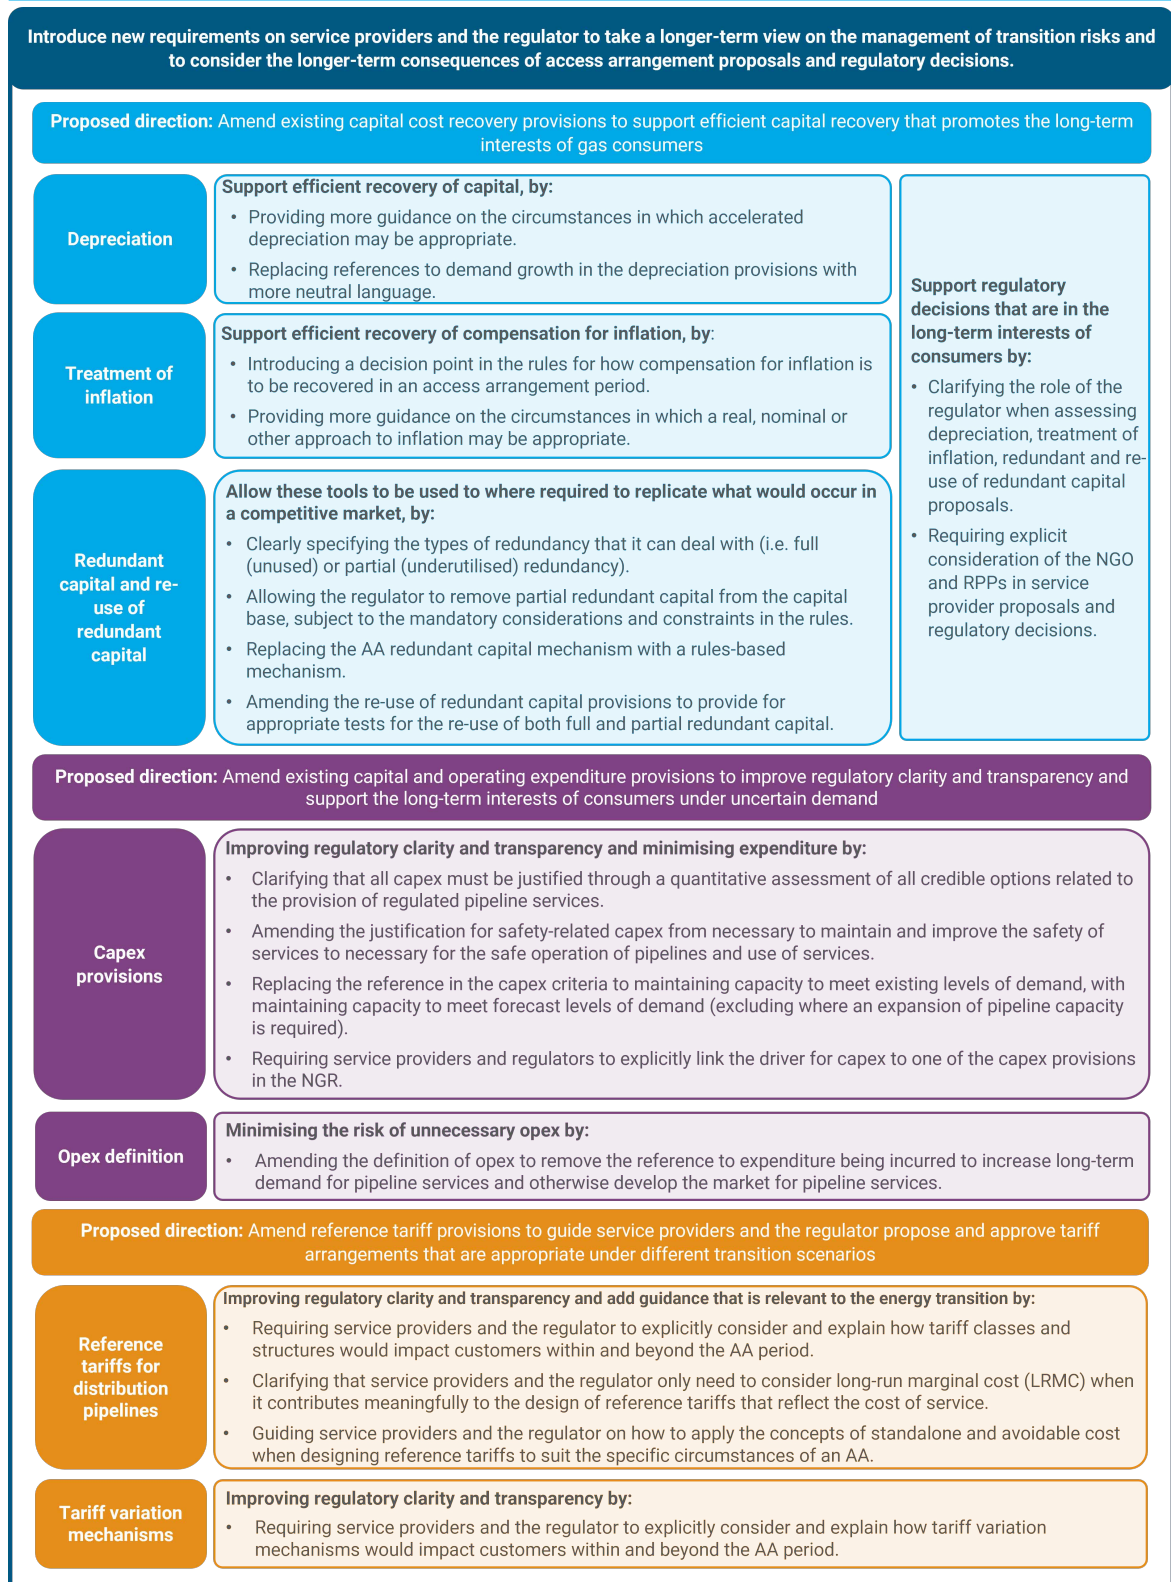 Introduce new requirements on service providers and the regulator to take a longer-term view on the management of transition risks and
to consider the longer-term consequences of access arrangement proposals and regulatory decisions.
Proposed direction: Amend existing capital cost recovery provisions to support efficient capital recovery that promotes the long-term
interests of gas consumers
Depreciation
Support efficient recovery of capital, by:
• Providing more guidance on the circumstances in which accelerated
depreciation may be appropriate.
• Replacing references to demand growth in the depreciation provisions with
more neutral language.
Treatment of
inflation
Support efficient recovery of compensation for inflation, by:
• Introducing a decision point in the rules for how compensation for inflation is
to be recovered in an access arrangement period.
• Providing more guidance on the circumstances in which a real, nominal or
other approach to inflation may be appropriate.
Redundant
capital and re-
use of
redundant
capital
Allow these tools to be used to where required to replicate what would occur in
a competitive market, by:
• Clearly specifying the types of redundancy that it can deal with (i.e. full
(unused) or partial (underutilised) redundancy).
• Allowing the regulator to remove partial redundant capital from the capital
base, subject to the mandatory considerations and constraints in the rules.
• Replacing the AA redundant capital mechanism with a rules-based
mechanism.
• Amending the re-use of redundant capital provisions to provide for
appropriate tests for the re-use of both full and partial redundant capital.
Support regulatory
decisions that are in the
long-term interests of
consumers by:
• Clarifying the role of the
regulator when assessing
depreciation, treatment of
inflation, redundant and re-
use of redundant capital
proposals.
• Requiring explicit
consideration of the NGO
and RPPs in service
provider proposals and
regulatory decisions.
Proposed direction: Amend existing capital and operating expenditure provisions to improve regulatory clarity and transparency and
support the long-term interests of consumers under uncertain demand
Capex
provisions
Improving regulatory clarity and transparency and minimising expenditure by:
• Clarifying that all capex must be justified through a quantitative assessment of all credible options related to
the provision of regulated pipeline services.
• Amending the justification for safety-related capex from necessary to maintain and improve the safety of
services to necessary for the safe operation of pipelines and use of services.
• Replacing the reference in the capex criteria to maintaining capacity to meet existing levels of demand, with
maintaining capacity to meet forecast levels of demand (excluding where an expansion of pipeline capacity
is required).
• Requiring service providers and regulators to explicitly link the driver for capex to one of the capex provisions
in the NGR.
Opex definition
Minimising the risk of unnecessary opex by:
• Amending the definition of opex to remove the reference to expenditure being incurred to increase long-term
demand for pipeline services and otherwise develop the market for pipeline services.
Proposed direction: Amend reference tariff provisions to guide service providers and the regulator propose and approve tariff
arrangements that are appropriate under different transition scenarios
Reference
tariffs for
distribution
pipelines
Improving regulatory clarity and transparency and add guidance that is relevant to the energy transition by:
• Requiring service providers and the regulator to explicitly consider and explain how tariff classes and
structures would impact customers within and beyond the AA period.
• Clarifying that service providers and the regulator only need to consider long-run marginal cost (LRMC) when
it contributes meaningfully to the design of reference tariffs that reflect the cost of service.
• Guiding service providers and the regulator on how to apply the concepts of standalone and avoidable cost
when designing reference tariffs to suit the specific circumstances of an AA.
Tariff variation
mechanisms
Improving regulatory clarity and transparency by:
• Requiring service providers and the regulator to explicitly consider and explain how tariff variation
mechanisms would impact customers within and beyond the AA period.